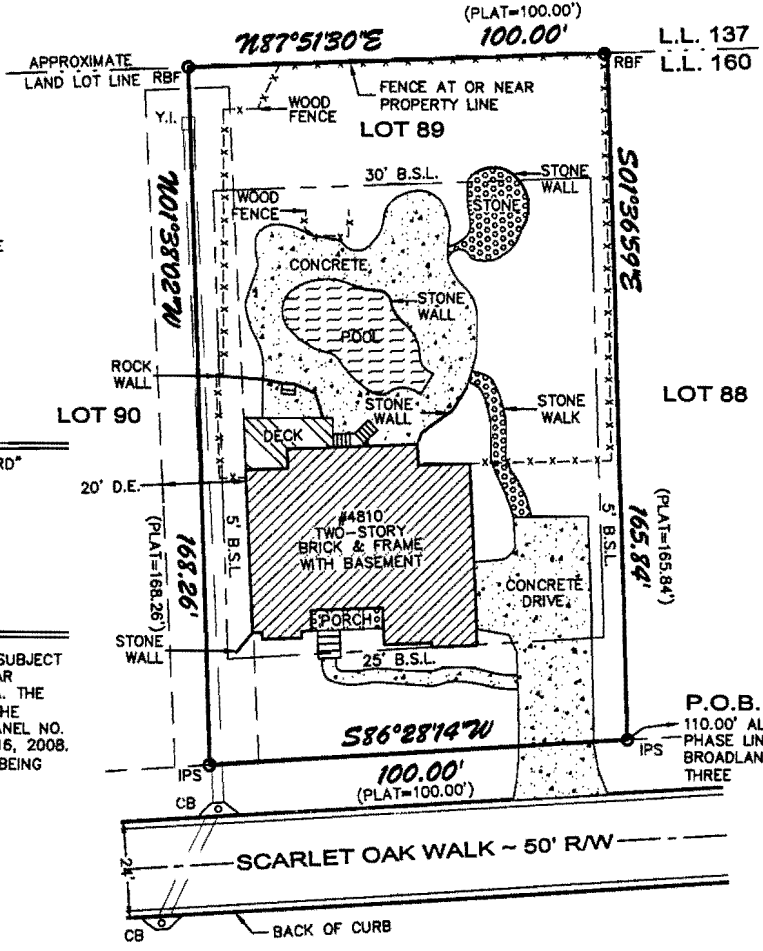 (PLAT=100.00')
N87°51'30"E
100.00'
L.L. 137
L.L. 160
APPROXIMATE
LAND LOT LINE
RBF
RBF
Y.I.
WOOD
FENCE
FENCE AT OR NEAR
PROPERTY LINE
LOT 89
30' B.S.L.
STONE
WALL
STONE
WOOD
FENCE
S01°36'59"E
N01°38'02"W
CONCRETE
STONE
WALL
POOL
ROCK
WALL
STONE
WALL
STONE
WALK
LOT 90
LOT 88
DECK
RD"
20' D.E.
#4810
TWO-STORY
BRICK & FRAME
WITH BASEMENT
5' B.S.L.
5' B.S.L.
168.26'
(PLAT=168.26')
165.84'
(PLAT=165.84')
CONCRETE
DRIVE
PORCH
STONE
WALL
25' B.S.L.
SUBJECT
AR
. THE
HE
ANEL NO.
16, 2008.
BEING
S86°28'14"W
100.00'
(PLAT=100.00')
P.O.B.
110.00' AL
PHASE LIN
BROADLAN
THREE
IPS
IPS
CB
24'
SCARLET OAK WALK ~ 50' R/W
CB
BACK OF CURB